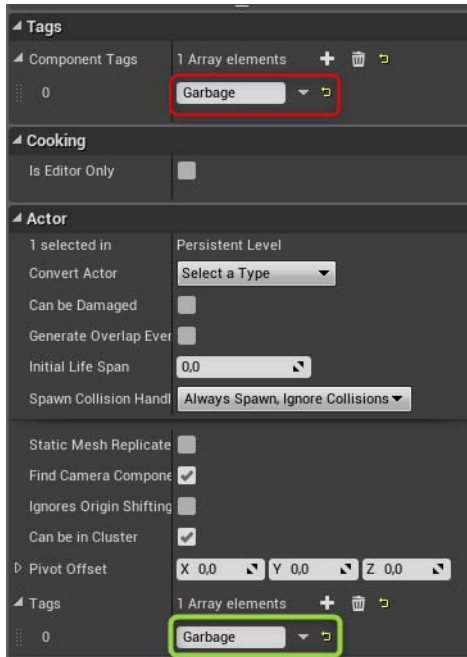 Tags
Component Tags 1 Array elements
0 Garbage
Cooking
Is Editor Only
Actor
1 selected in Persistent Level
Convert Actor Select a Type
Can be Damaged
Generate Overlap Ever
Initial Life Span 0,0
Spawn Collision Handl Always Spawn, Ignore Collisions
Static Mesh Replicate
Find Camera Compone
Ignores Origin Shifting
Can be in Cluster
Pivot Offset X 0,0 Y 0,0 Z 0,0
Tags 1 Array elements
0 Garbage